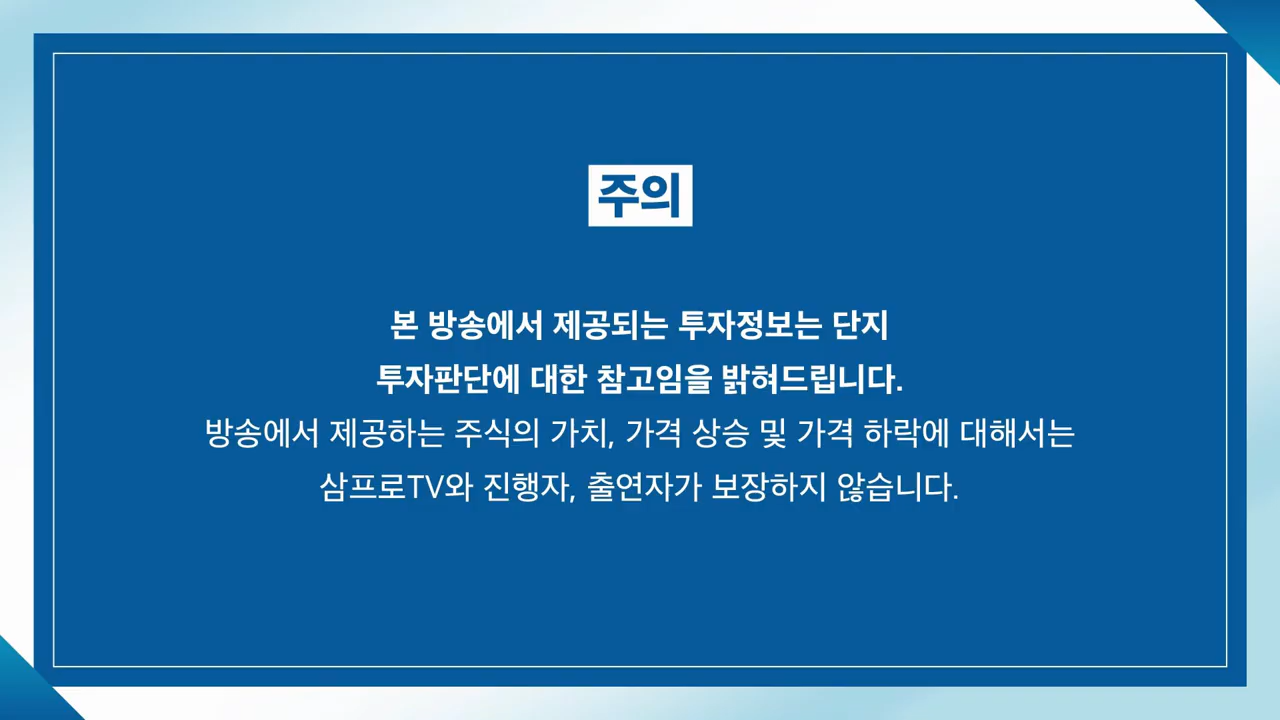 주의
본 방송에서 제공되는 투자정보는 단지
투자판단에 대한 참고임을 밝혀드립니다.
방송에서 제공하는 주식의 가치, 가격 상승 및 가격 하락에 대해서는
삼프로TV와 진행자, 출연자가 보장하지 않습니다.